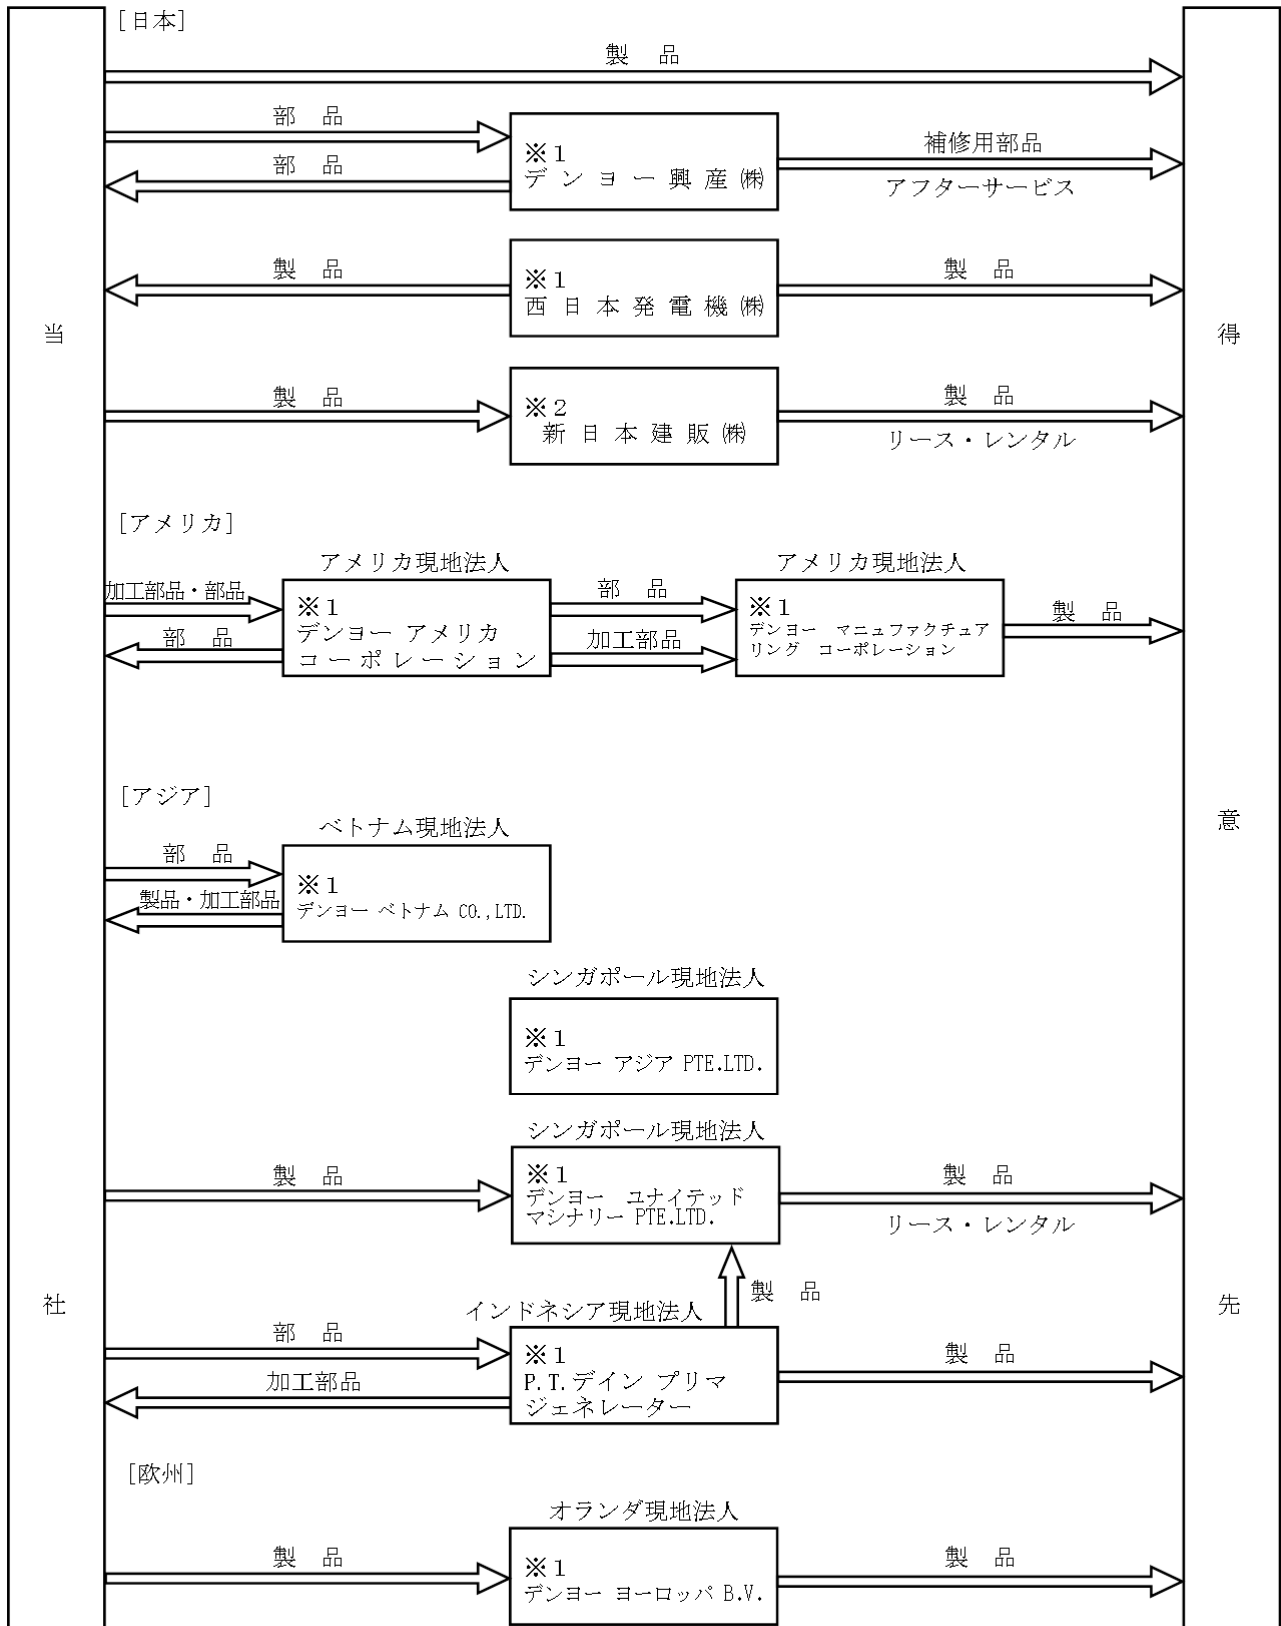 [日本]
製 品
部 品
部 品
※1
デンヨー興産㈱
補修用部品
アフターサービス
製 品
※1
西日本発電機㈱
製 品
当
得
製 品
※2
新日本建販㈱
製 品
リース・レンタル
[アメリカ]
アメリカ現地法人
アメリカ現地法人
加工部品・部品
部 品
※1
デンヨー アメリカ
コーポレーション
部 品
加工部品
※1
デンヨー マニュファクチュア
リング コーポレーション
製 品
[アジア]
意
ベトナム現地法人
部 品
製品・加工部品
※1
デンヨー ベトナム CO.,LTD.
シンガポール現地法人
※1
デンヨー アジア PTE.LTD.
シンガポール現地法人
製 品
※1
デンヨー ユナイテッド
マシナリー PTE.LTD.
製 品
リース・レンタル
製 品
社
先
インドネシア現地法人
部 品
加工部品
※1
P.T.デイン プリマ
ジェネレーター
製 品
[欧州]
オランダ現地法人
製 品
※1
デンヨー ヨーロッパ B.V.
製 品